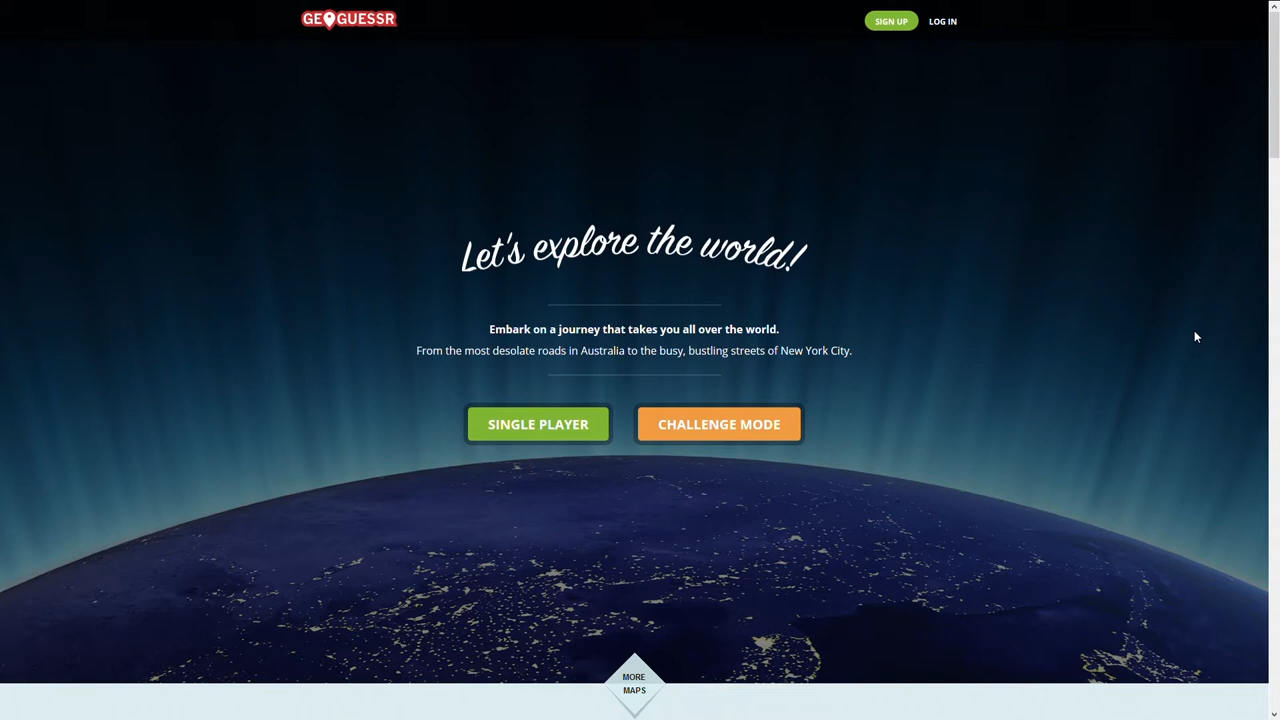 GEOGUESSR
SIGN UP
LOG IN
Let's explore the world!
Embark on a journey that takes you all over the world.
From the most desolate roads in Australia to the busy, bustling streets of New York City.
SINGLE PLAYER
CHALLENGE MODE
MORE
MAPS